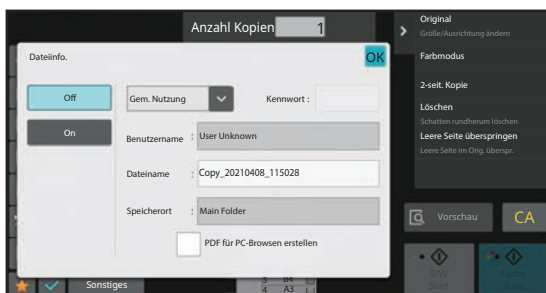 Anzahl Kopien 1
Dateiinfo.
OK
Off
On
Gem. Nutzung
Kennwort :
Benutzername : User Unknown
Dateiname : Copy_20210408_115028
Speicherort : Main Folder
PDF für PC-Browsen erstellen
Sonstiges
3 B4
4 A3
Original
Größe/Ausrichtung ändern
Farbmodus
2-seit. Kopie
Löschen
Schatten rundherum löschen
Leere Seite überspringen
Leere Seite im Orig. überspr.
Vorschau
CA
S/W
Start
Farbe
Start